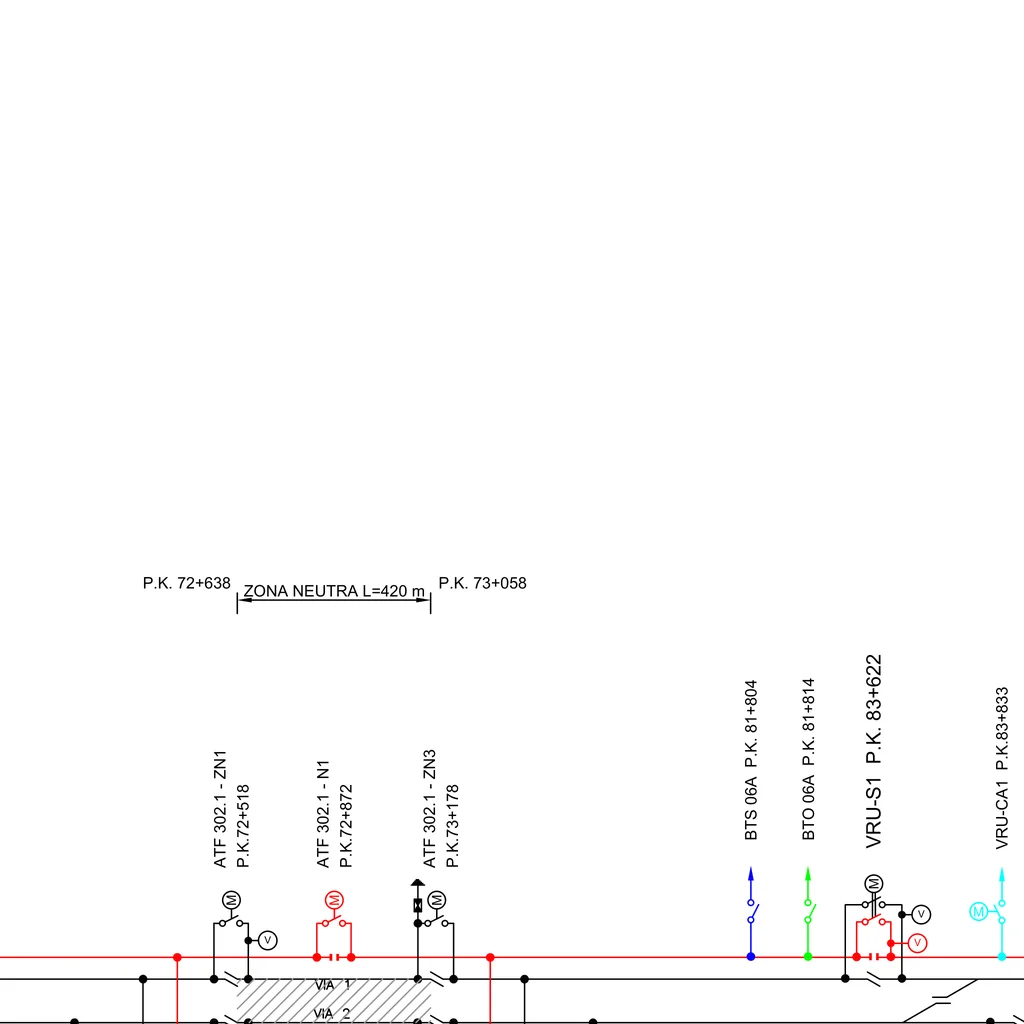 P.K. 72+638
ZONA NEUTRA L=420 m
P.K. 73+058
ATF 302.1 - ZN1
P.K.72+518
ATF 302.1 - N1
P.K.72+872
ATF 302.1 - ZN3
P.K.73+178
BTS 06A P.K. 81+804
BTO 06A P.K. 81+814
VRU-S1 P.K. 83+622
VRU-CA1 P.K.83+833
M
M
M
M
M
V
V
V
VIA 1
VIA 2